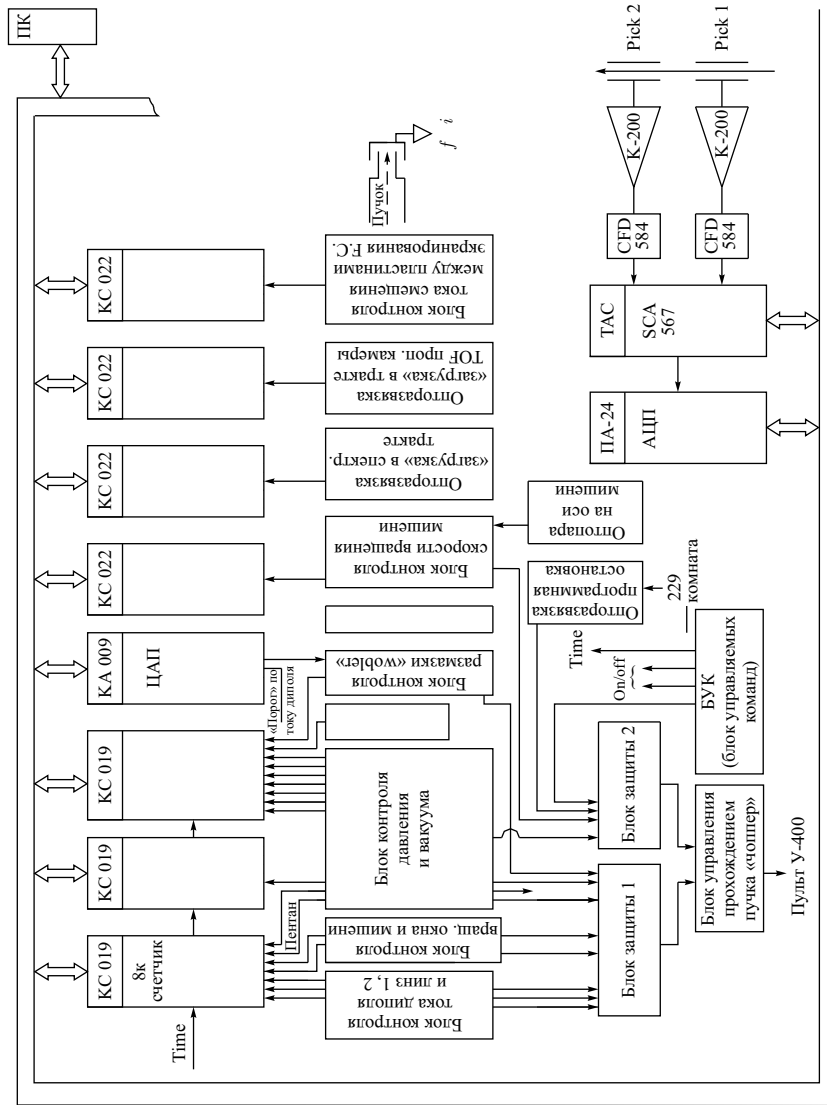 ПК
Pick 2
Pick 1
К-200
К-200
CFD
584
CFD
584
TAC
SCA
567
ПА-24
АЦП
КС 022
КС 022
КС 022
КС 022
КА 009
ЦАП
КС 019
КС 019
КС 019
8к
счетчик
Time
Пучок
f i
Блок контроля
тока смещения
между пластинами
экранирования F.C.
Опторазвязка
«загрузка» в тракте
TOF проп. камеры
Опторазвязка
«загрузка» в спектр.
тракте
Блок контроля
скорости вращения
мишени
Оптопара
на оси
мишени
Опторазвязка
программная
остановка
229
комната
«Порог» по
току диполя
Блок контроля
размазки «wobler»
Блок контроля
давления
и вакуума
Пентан
Блок контроля
вращ. окна и мишени
Блок контроля
тока диполя
и линз 1, 2
Time
On/off
БУК
(блок управляемых
команд)
Блок защиты 2
Блок защиты 1
Блок управления
прохождением
пучка «чоппер»
Пульт У-400